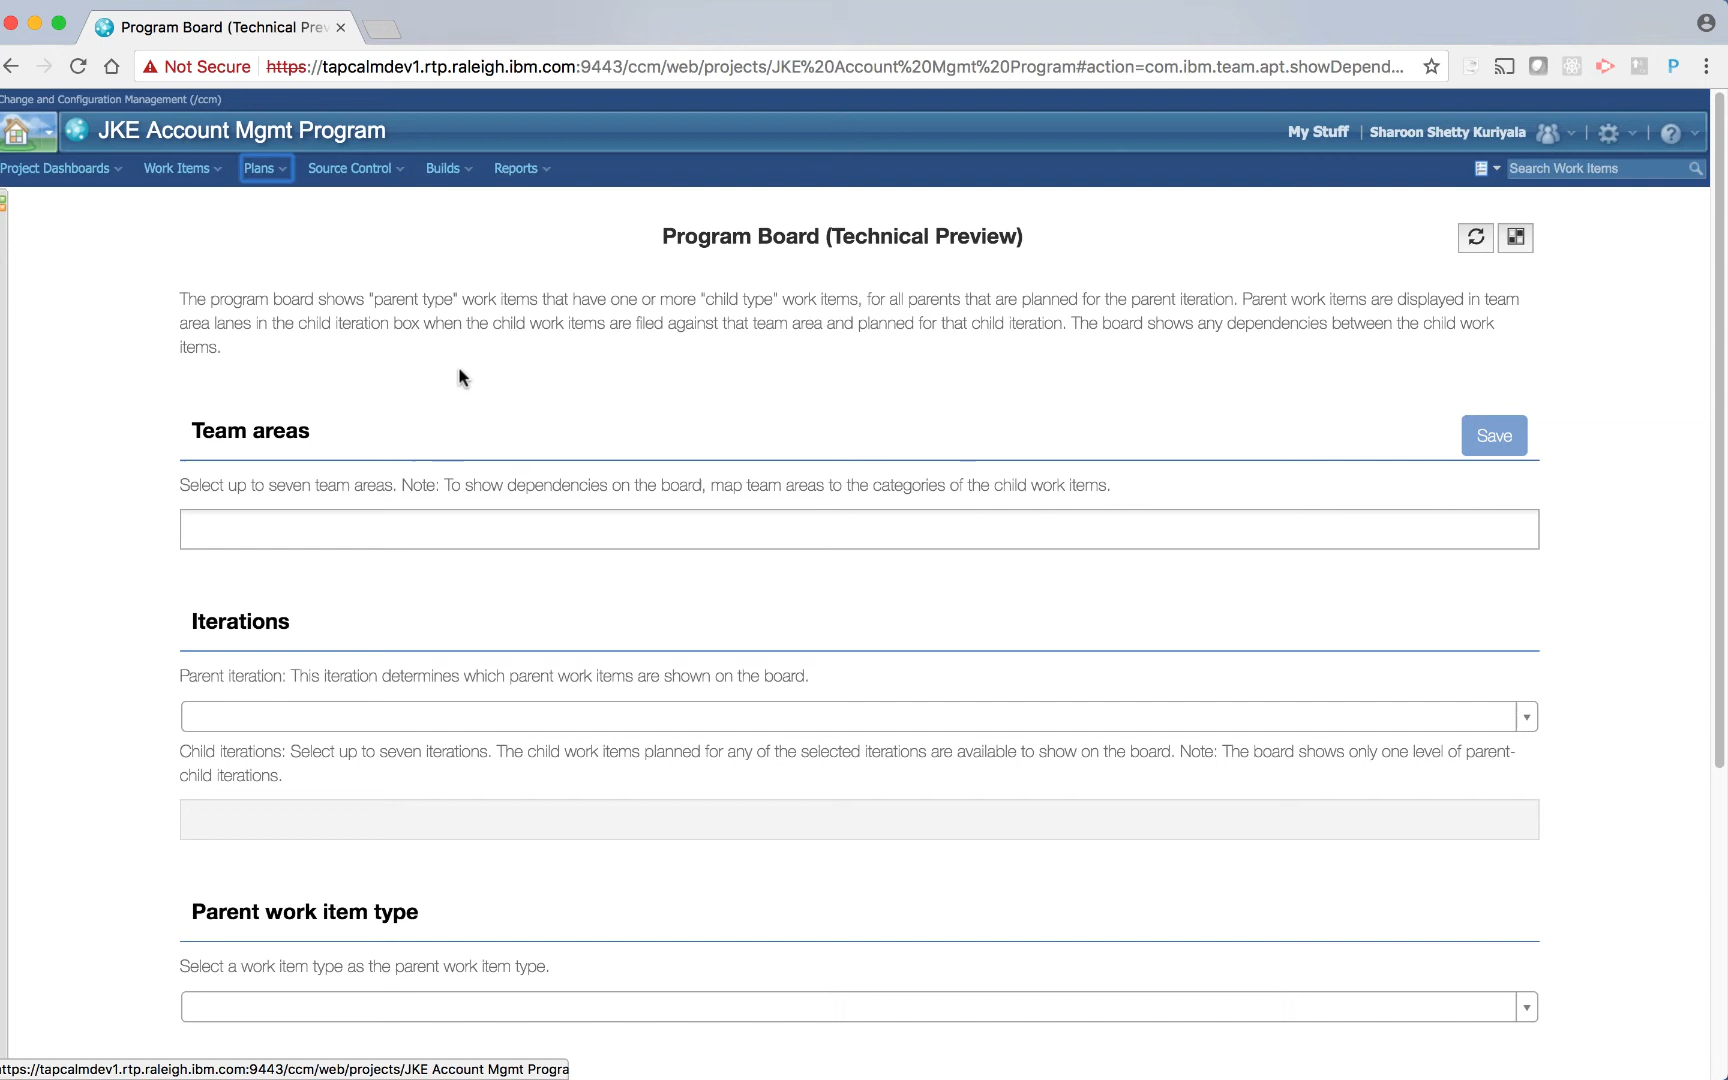 Program Board (Technical Prev
Not Secure https://tapcalmdev1.rtp.raleigh.ibm.com:9443/ccm/web/projects/JKE%20Account%20Mgmt%20Program#action=com.ibm.team.apt.showDepend...
Change and Configuration Management (/ccm)
JKE Account Mgmt Program
My Stuff | Sharoon Shetty Kuriyala
Project Dashboards Work Items Plans Source Control Builds Reports
Search Work Items
Program Board (Technical Preview)
The program board shows "parent type" work items that have one or more "child type" work items, for all parents that are planned for the parent iteration. Parent work items are displayed in team
area lanes in the child iteration box when the child work items are filed against that team area and planned for that child iteration. The board shows any dependencies between the child work
items.
Team areas
Save
Select up to seven team areas. Note: To show dependencies on the board, map team areas to the categories of the child work items.
Iterations
Parent iteration: This iteration determines which parent work items are shown on the board.
Child iterations: Select up to seven iterations. The child work items planned for any of the selected iterations are available to show on the board. Note: The board shows only one level of parent-
child iterations.
Parent work item type
Select a work item type as the parent work item type.
ttps://tapcalmdev1.rtp.raleigh.ibm.com:9443/ccm/web/projects/JKE Account Mgmt Progra